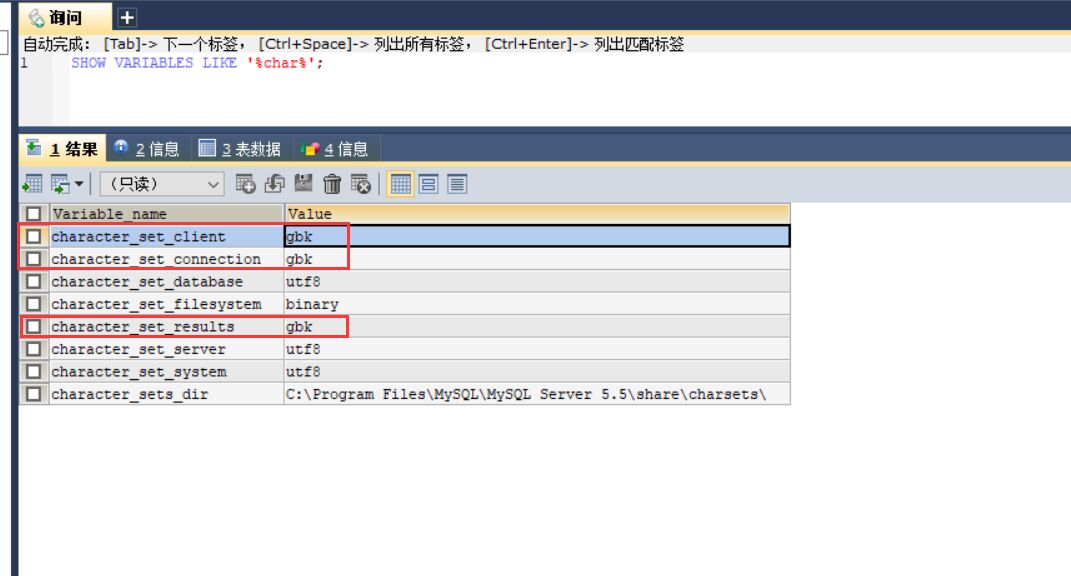 询问
自动完成: [Tab]-> 下一个标签, [Ctrl+Space]-> 列出所有标签, [Ctrl+Enter]-> 列出匹配标签
1 SHOW VARIABLES LIKE '%char%';
1 结果 2 信息 3 表数据 4 信息
(只读)
Variable_name Value
character_set_client gbk
character_set_connection gbk
character_set_database utf8
character_set_filesystem binary
character_set_results gbk
character_set_server utf8
character_set_system utf8
character_sets_dir C:\Program Files\MySQL\MySQL Server 5.5\share\charsets\